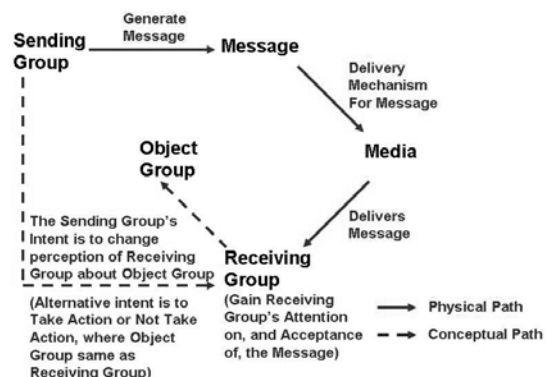 Generate
Message
Sending
Group
Message
Delivery
Mechanism
For Message
Object
Group
Media
Delivers
Message
The Sending Group's
Intent is to change
perception of Receiving
Group about Object Group
(Alternative intent is to
Take Action or Not Take
Action, where Object
Group same as
Receiving Group)
Receiving
Group
(Gain Receiving
Group's Attention
on, and Acceptance
of, the Message)
Physical Path
Conceptual Path